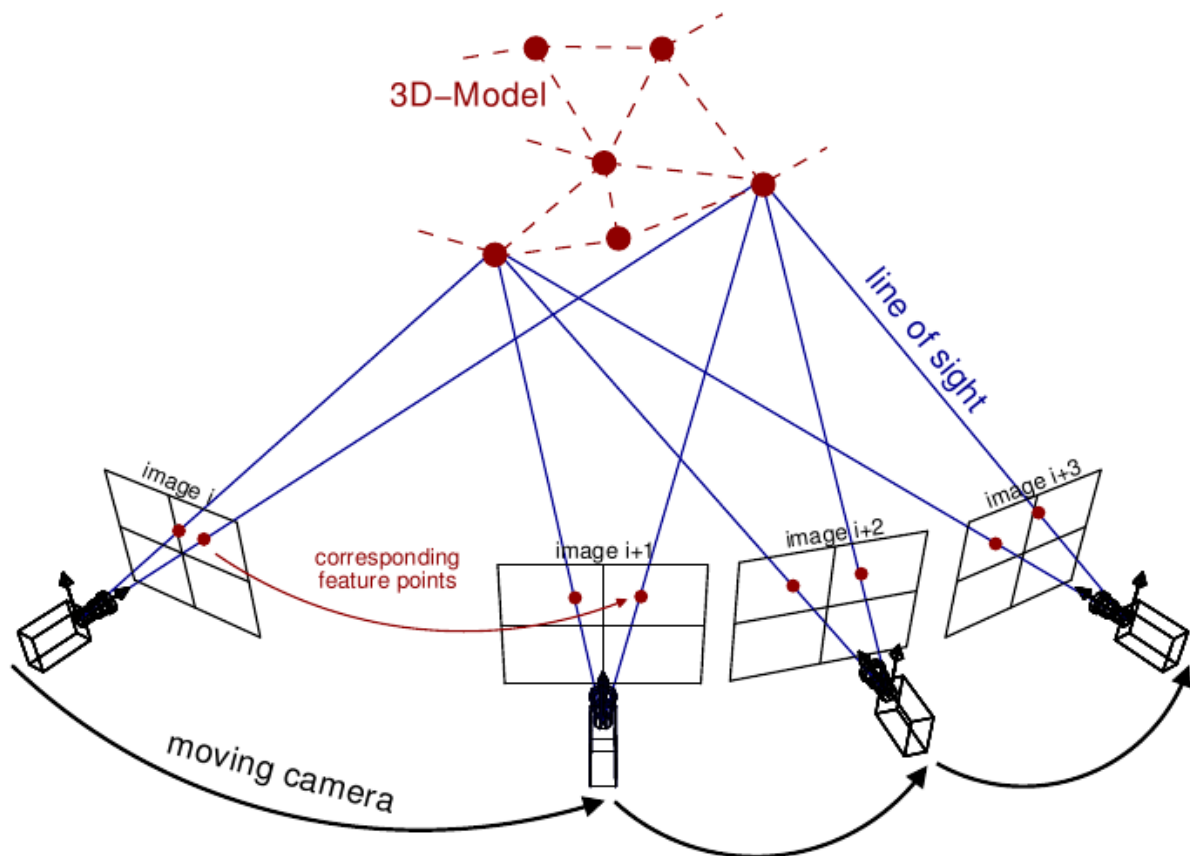 3D–Model
line of sight
image i
image i+1
image i+2
image i+3
corresponding
feature points
moving camera